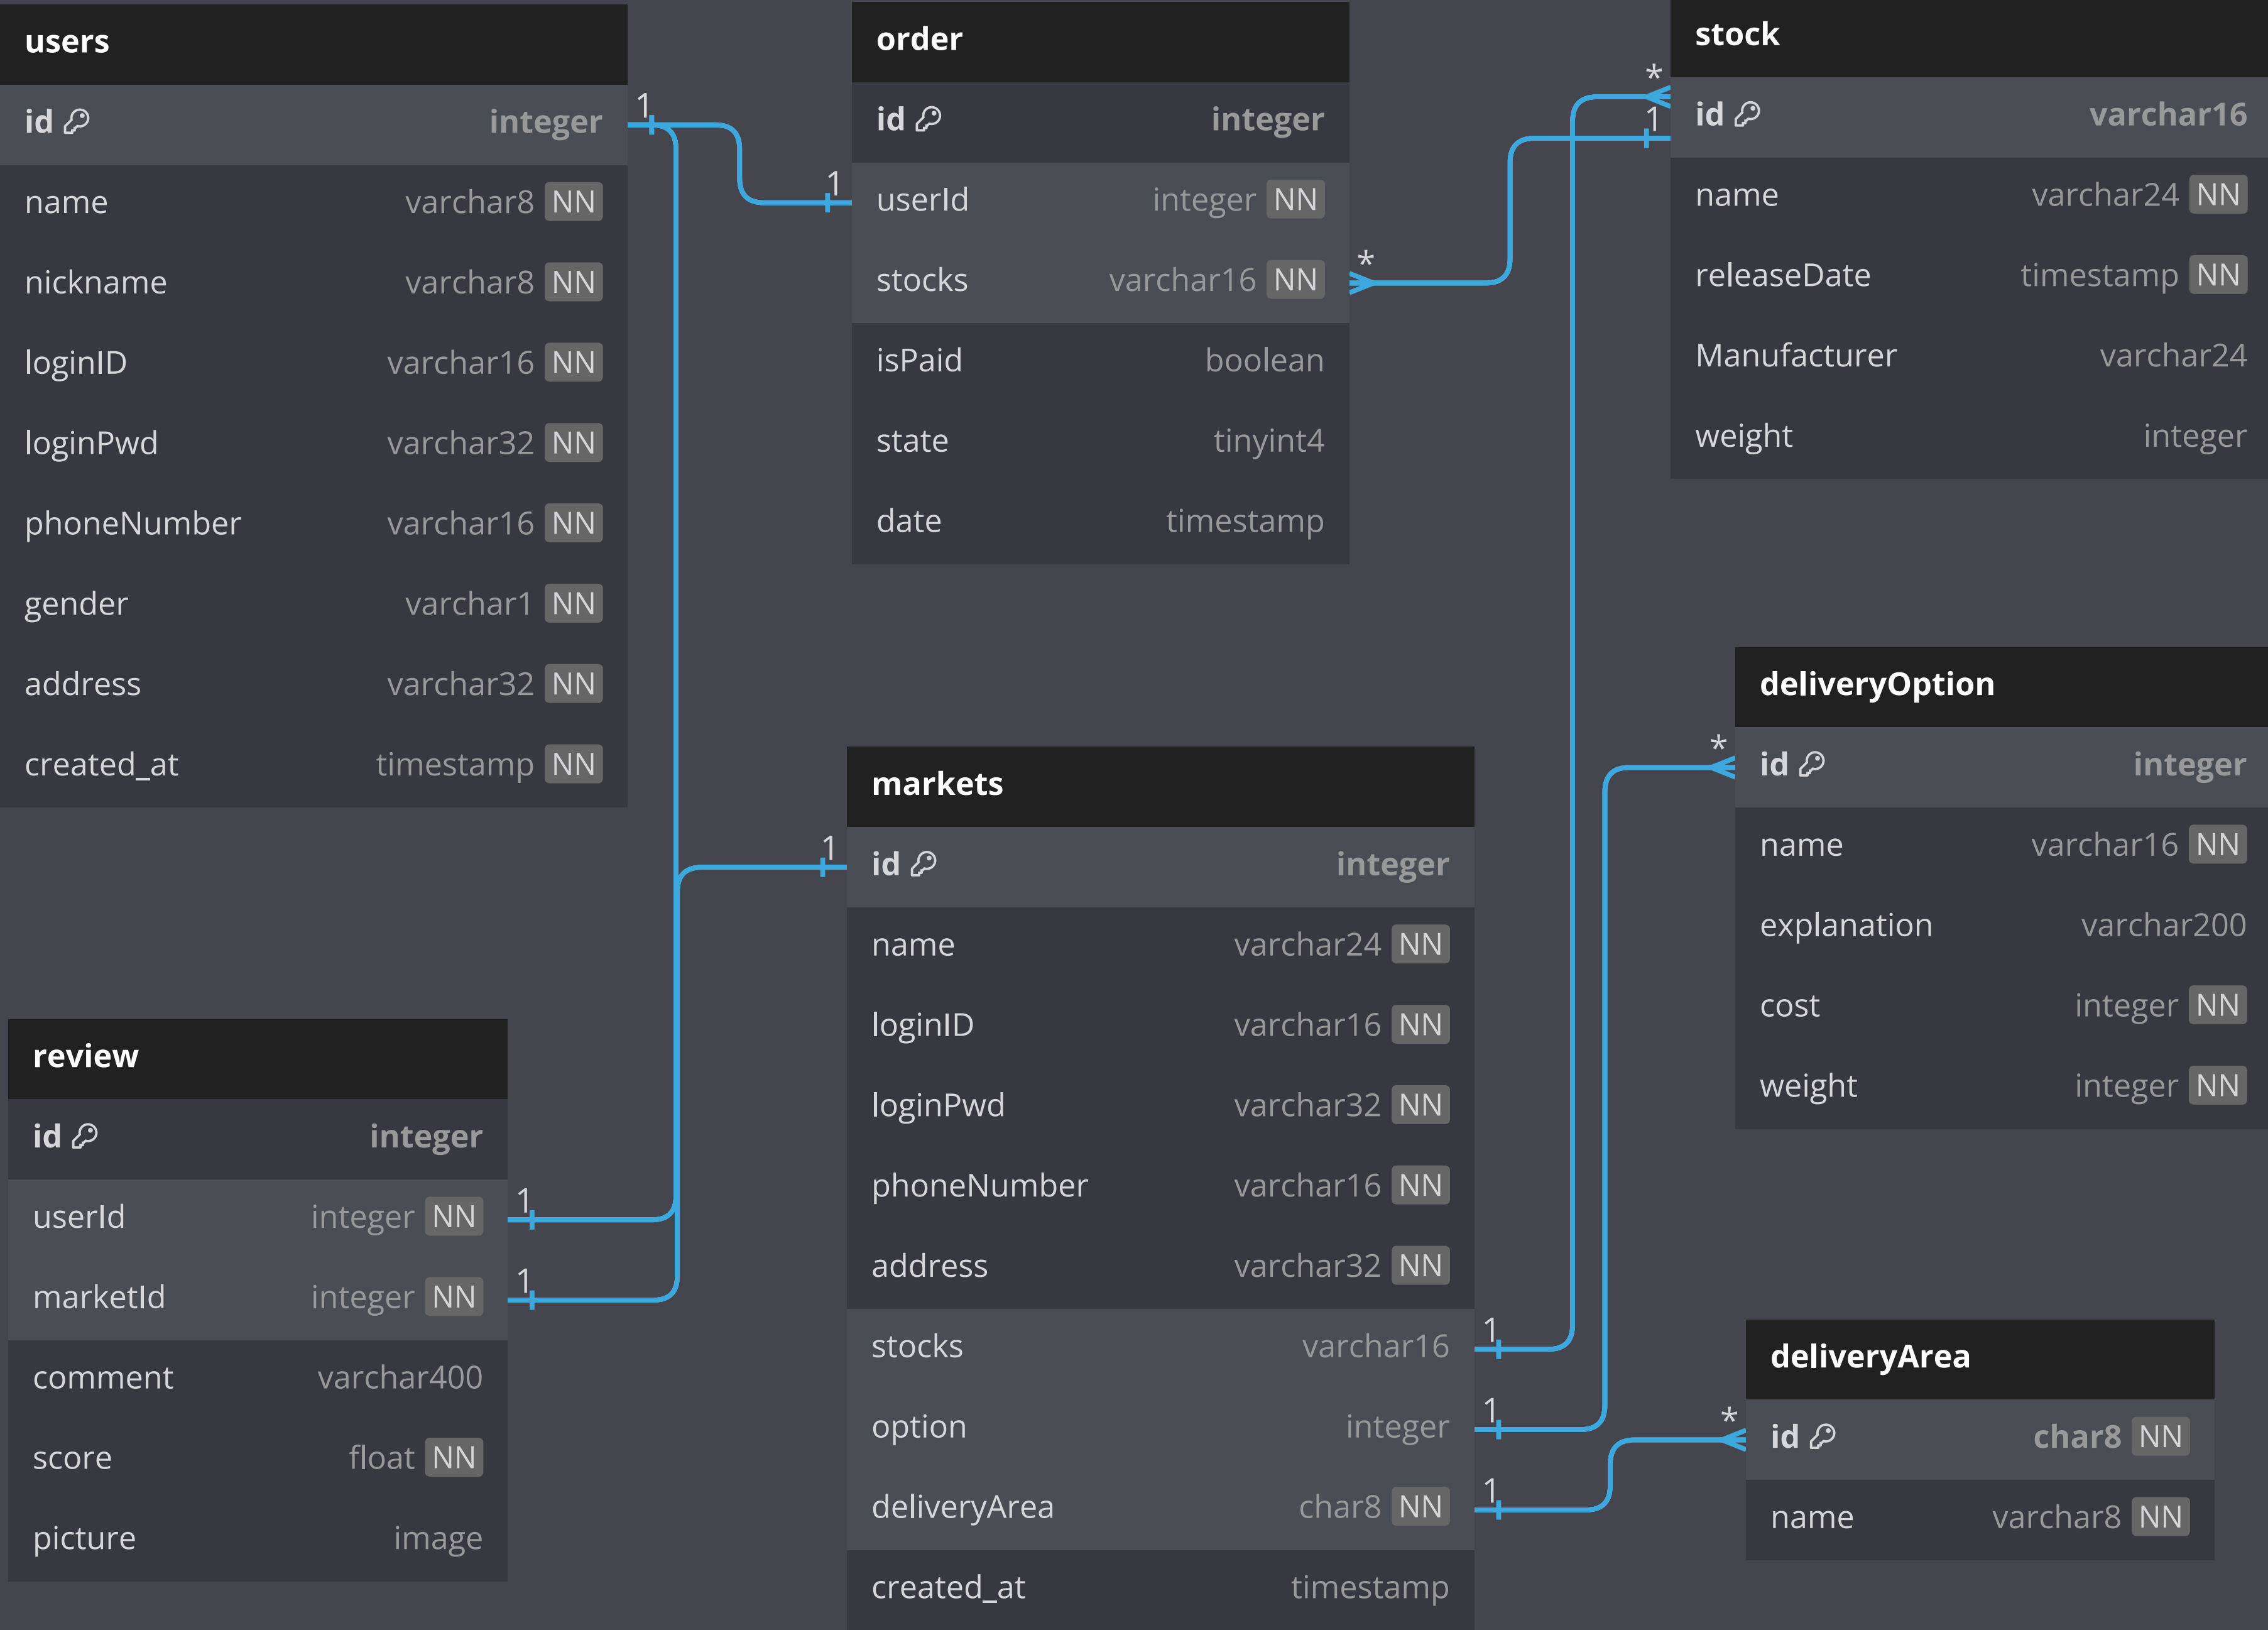 users
id integer
name varchar8 NN
nickname varchar8 NN
loginID varchar16 NN
loginPwd varchar32 NN
phoneNumber varchar16 NN
gender varchar1 NN
address varchar32 NN
created_at timestamp NN
1
1
order
id integer
userId integer NN
stocks varchar16 NN
isPaid boolean
state tinyint4
date timestamp
*
*
1
stock
id varchar16
name varchar24 NN
releaseDate timestamp NN
Manufacturer varchar24
weight integer
deliveryOption
*
id integer
name varchar16 NN
explanation varchar200
cost integer NN
weight integer NN
markets
1
id integer
name varchar24 NN
loginID varchar16 NN
loginPwd varchar32 NN
phoneNumber varchar16 NN
address varchar32 NN
stocks varchar16 1
option integer 1
deliveryArea char8 NN 1
created_at timestamp
review
id integer
userId integer NN 1
marketId integer NN 1
comment varchar400
score float NN
picture image
deliveryArea
*
id char8 NN
name varchar8 NN